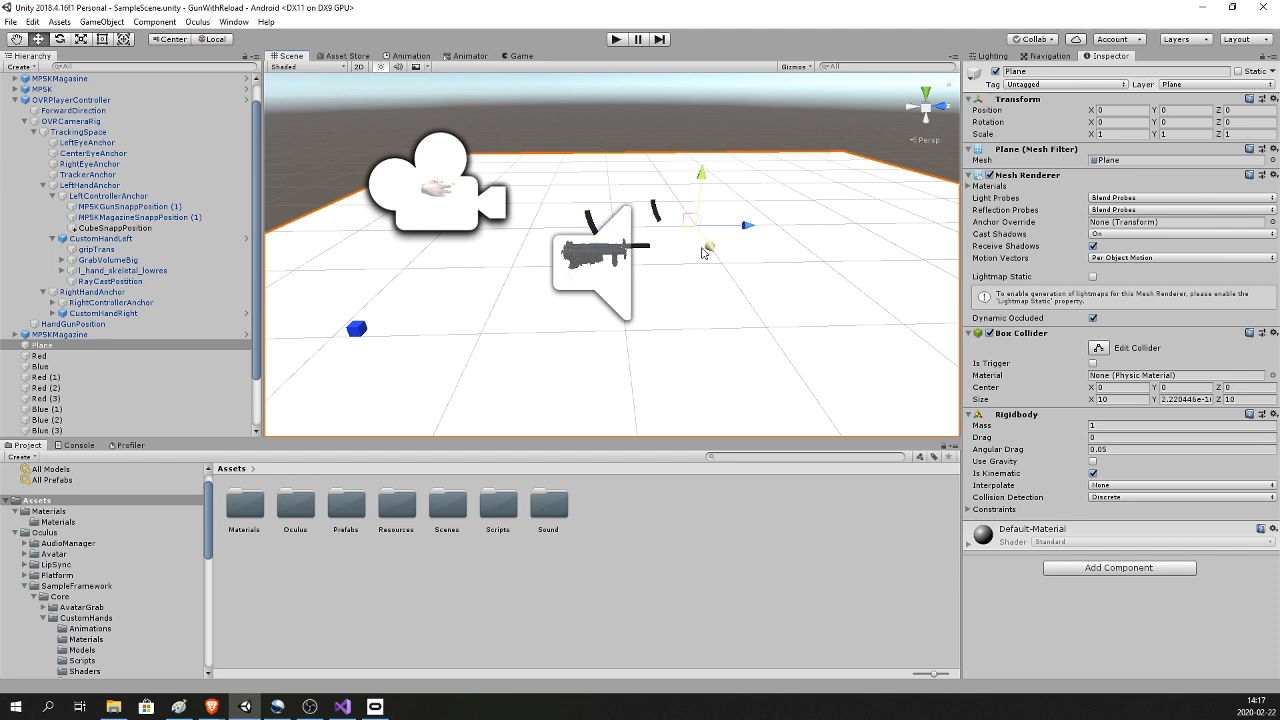 Unity 2018.4.16f1 Personal - SampleScene.unity - GunWithReload - Android <DX11 on DX9 GPU>
File Edit Assets GameObject Component Oculus Window Help
Center Local Collab Account Layers Layout
Hierarchy Scene Asset Store Animation Animator Game Lighting Navigation Inspector
Create All Shaded 2D Gizmos All
MP5KMagazine
MP5K
OVRPlayerController
ForwardDirection
OVRCameraRig
TrackingSpace
LeftEyeAnchor
CenterEyeAnchor
RightEyeAnchor
TrackerAnchor
LeftHandAnchor
LeftControllerAnchor
MP5KGunSnappPosition (1)
MP5KMagazineSnappPosition (1)
CubeSnappPosition
CustomHandLeft
gripTrans
GrabVolumeBig
l_hand_skeletal_lowres
RayCastPostition
RightHandAnchor
RightControllerAnchor
CustomHandRight
HandGunPosition
MP5KMagazine
Plane
Red
Blue
Red (1)
Red (2)
Red (3)
Blue (1)
Blue (2)
Blue (3)
Persp
Plane Static
Tag Untagged Layer Plane
Transform
Position X 0 Y 0 Z 0
Rotation X 0 Y 0 Z 0
Scale X 1 Y 1 Z 1
Plane (Mesh Filter)
Mesh Plane
Mesh Renderer
Materials
Light Probes Blend Probes
Reflection Probes Blend Probes
Anchor Override None (Transform)
Cast Shadows On
Receive Shadows
Motion Vectors Per Object Motion
Lightmap Static
To enable generation of lightmaps for this Mesh Renderer, please enable the
'Lightmap Static' property.
Dynamic Occluded
Box Collider
Edit Collider
Is Trigger
Material None (Physic Material)
Center X 0 Y 0 Z 0
Size X 10 Y 2.220446e-1 Z 10
Rigidbody
Mass 1
Drag 0
Angular Drag 0.05
Use Gravity
Is Kinematic
Interpolate None
Collision Detection Discrete
Constraints
Default-Material
Shader Standard
Add Component
Project Console Profiler
Create
All Models
All Prefabs
Assets
Materials
Materials
Oculus
AudioManager
Avatar
LipSync
Platform
SampleFramework
Core
AvatarGrab
CustomHands
Animations
Materials
Models
Scripts
Shaders
Assets
Materials Oculus Prefabs Resources Scenes Scripts Sound
14:17
2020-02-22